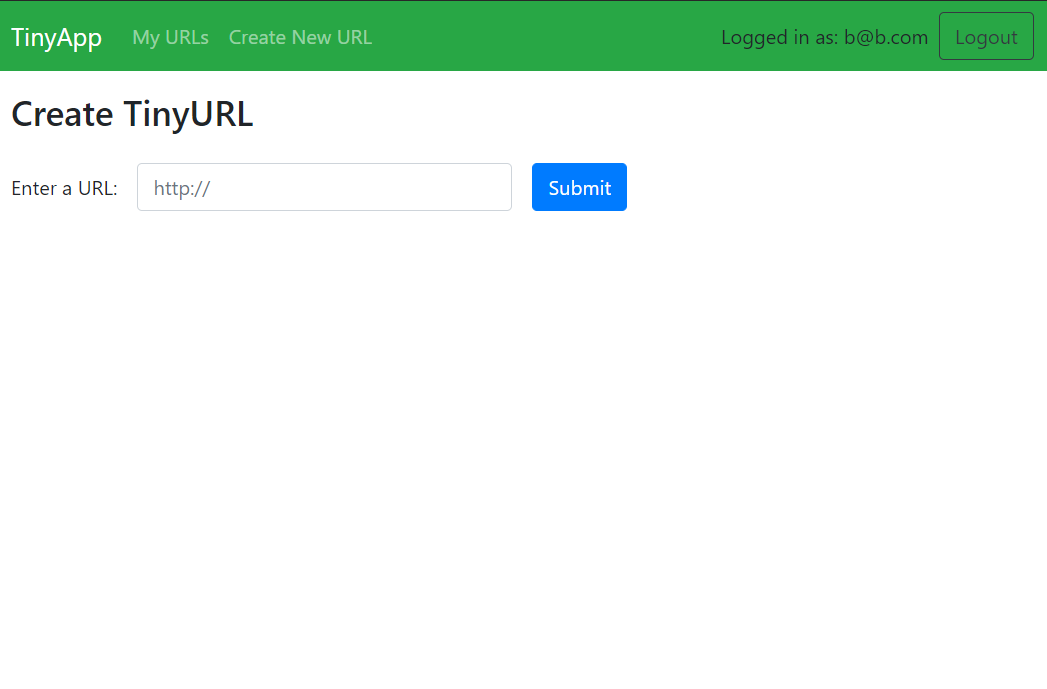 TinyApp My URLs Create New URL Logged in as: b@b.com Logout
Create TinyURL
Enter a URL: http:// Submit